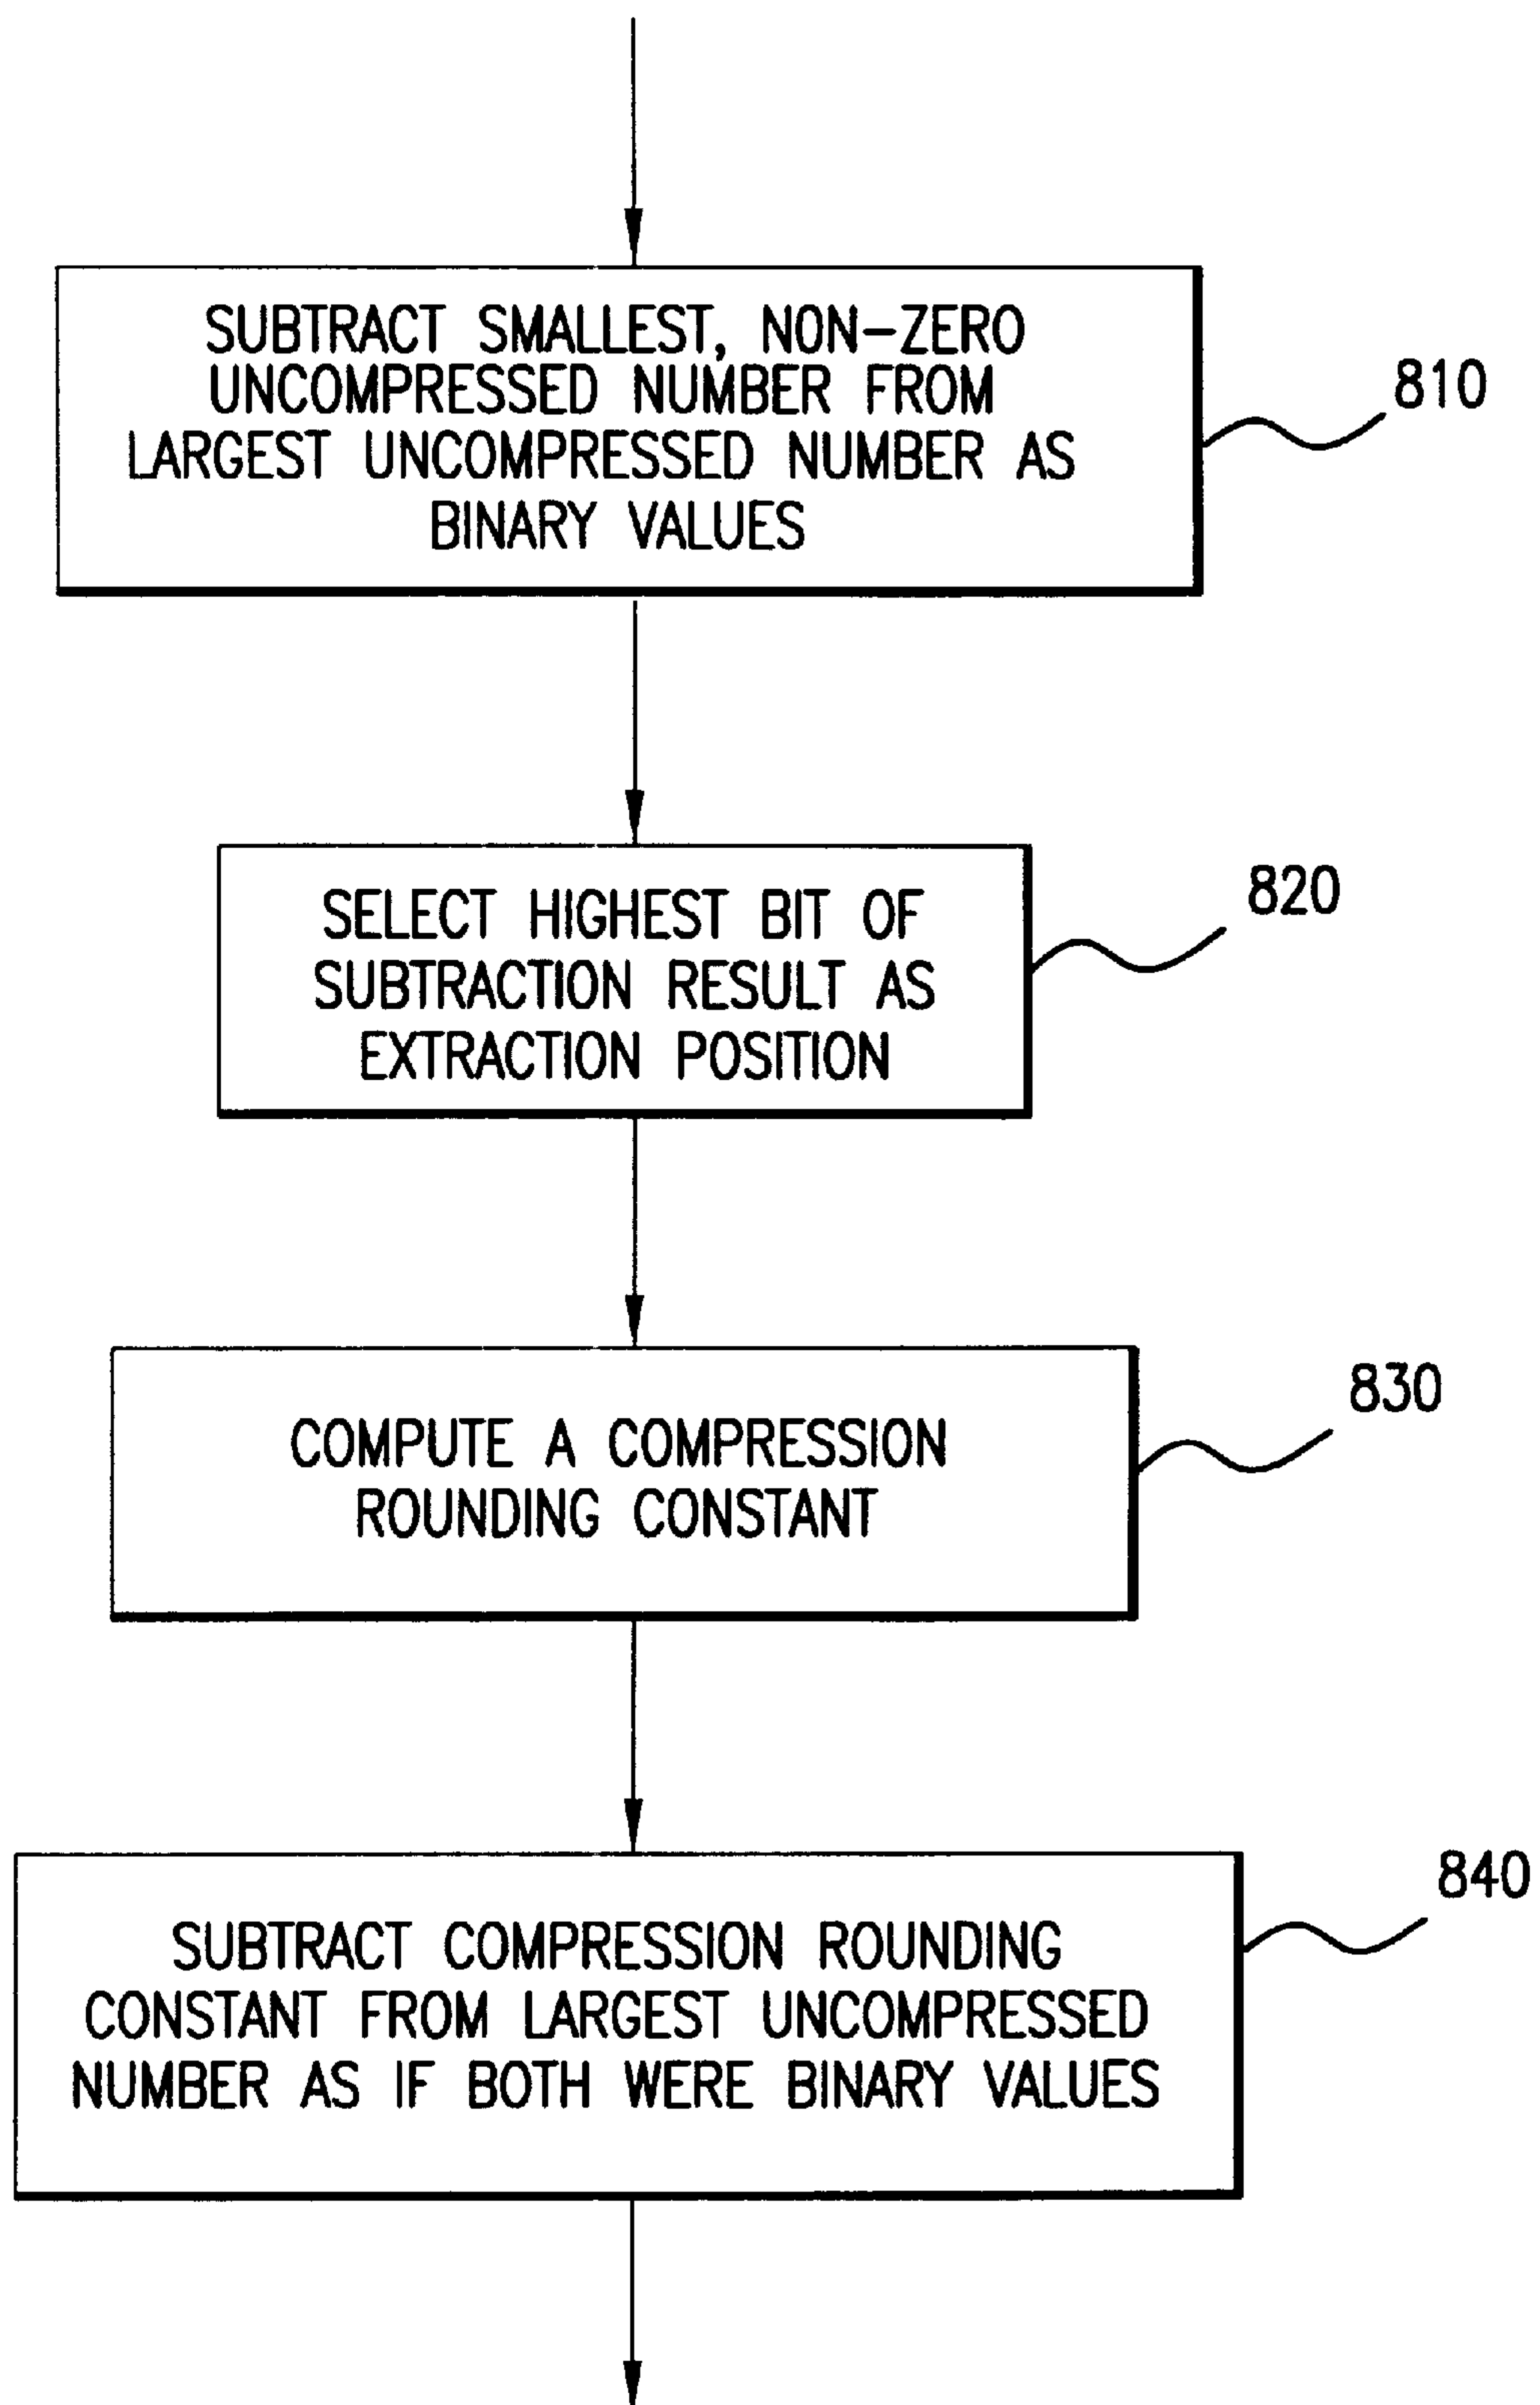 SUBTRACT SMALLEST, NON-ZERO
UNCOMPRESSED NUMBER FROM
LARGEST UNCOMPRESSED NUMBER AS
BINARY VALUES
810
SELECT HIGHEST BIT OF
SUBTRACTION RESULT AS
EXTRACTION POSITION
820
COMPUTE A COMPRESSION
ROUNDING CONSTANT
830
SUBTRACT COMPRESSION ROUNDING
CONSTANT FROM LARGEST UNCOMPRESSED
NUMBER AS IF BOTH WERE BINARY VALUES
840